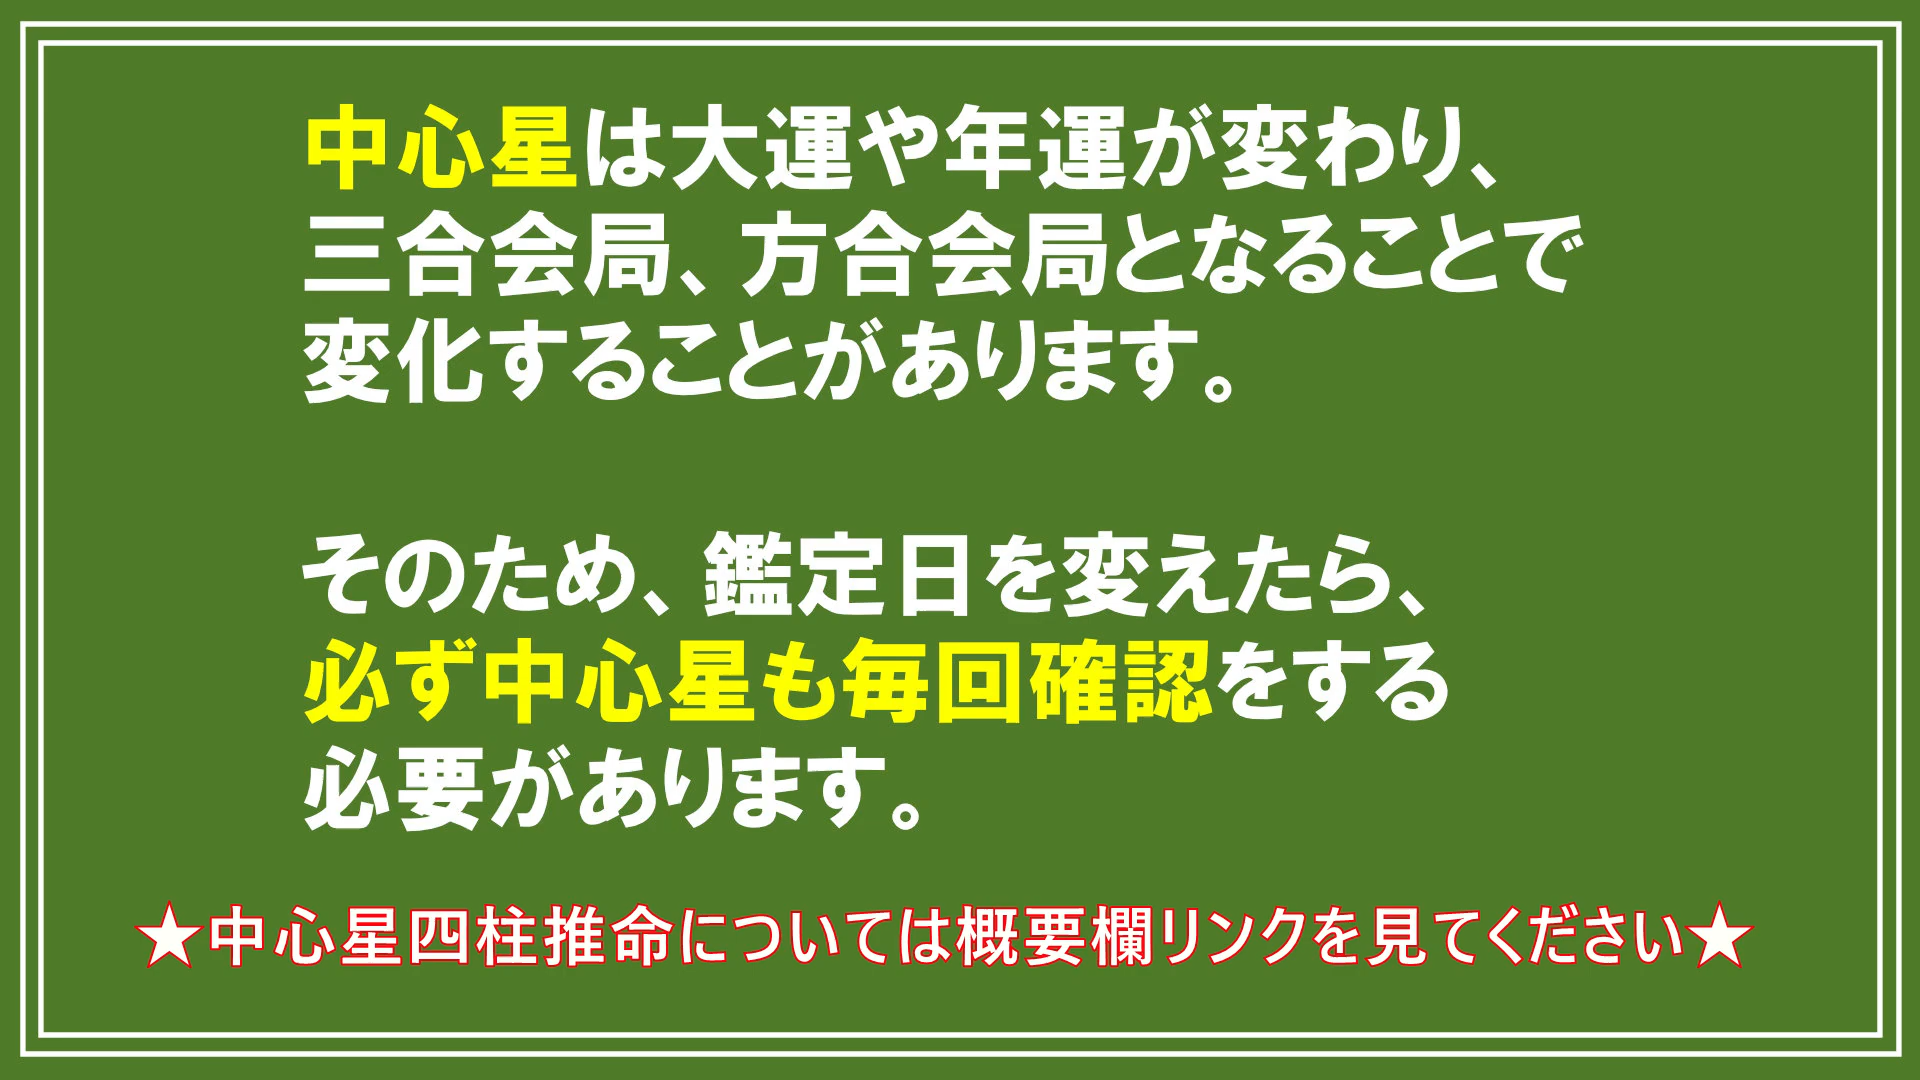 中心星は大運や年運が変わり、
三合会局、方合会局となることで
変化することがあります。
そのため、鑑定日を変えたら、
必ず中心星も毎回確認をする
必要があります。
★中心星四柱推命については概要欄リンクを見てください★